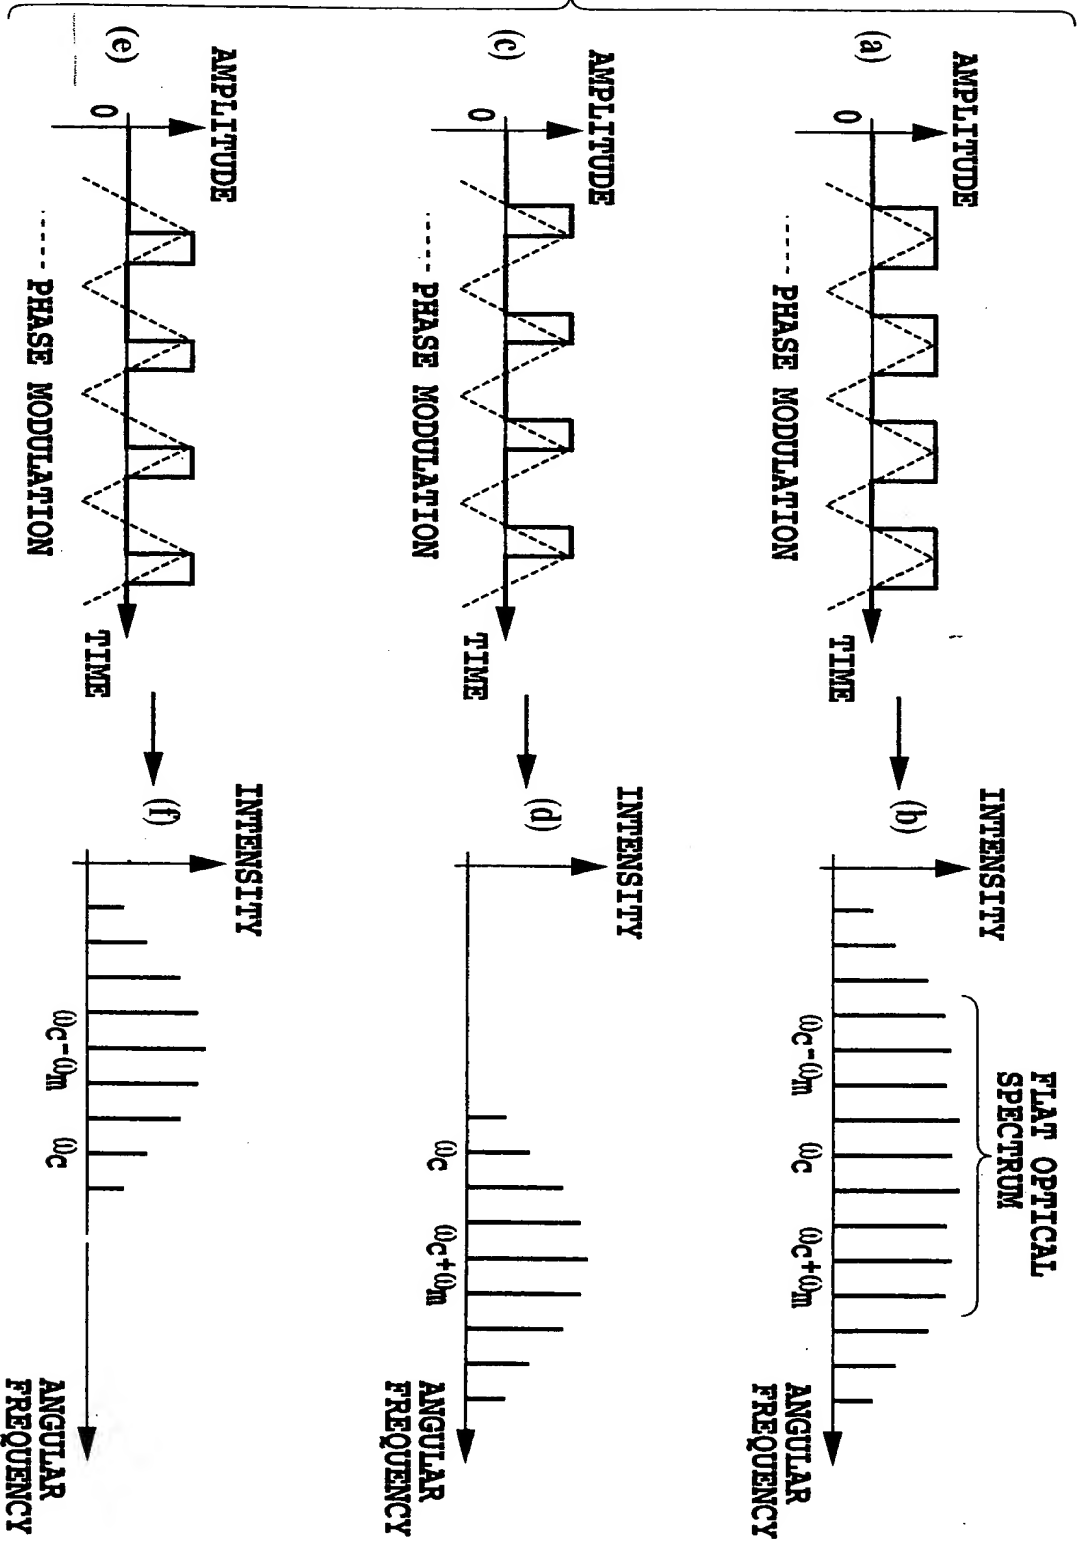 (a)
AMPLITUDE
0
----- PHASE MODULATION
TIME
(b)
INTENSITY
FLAT OPTICAL
SPECTRUM
ωc-ωm
ωc
ωc+ωm
ANGULAR
FREQUENCY
(c)
AMPLITUDE
0
----- PHASE MODULATION
TIME
(d)
INTENSITY
ωc
ωc+ωm
ANGULAR
FREQUENCY
(e)
AMPLITUDE
0
----- PHASE MODULATION
TIME
(f)
INTENSITY
ωc-ωm
ωc
ANGULAR
FREQUENCY